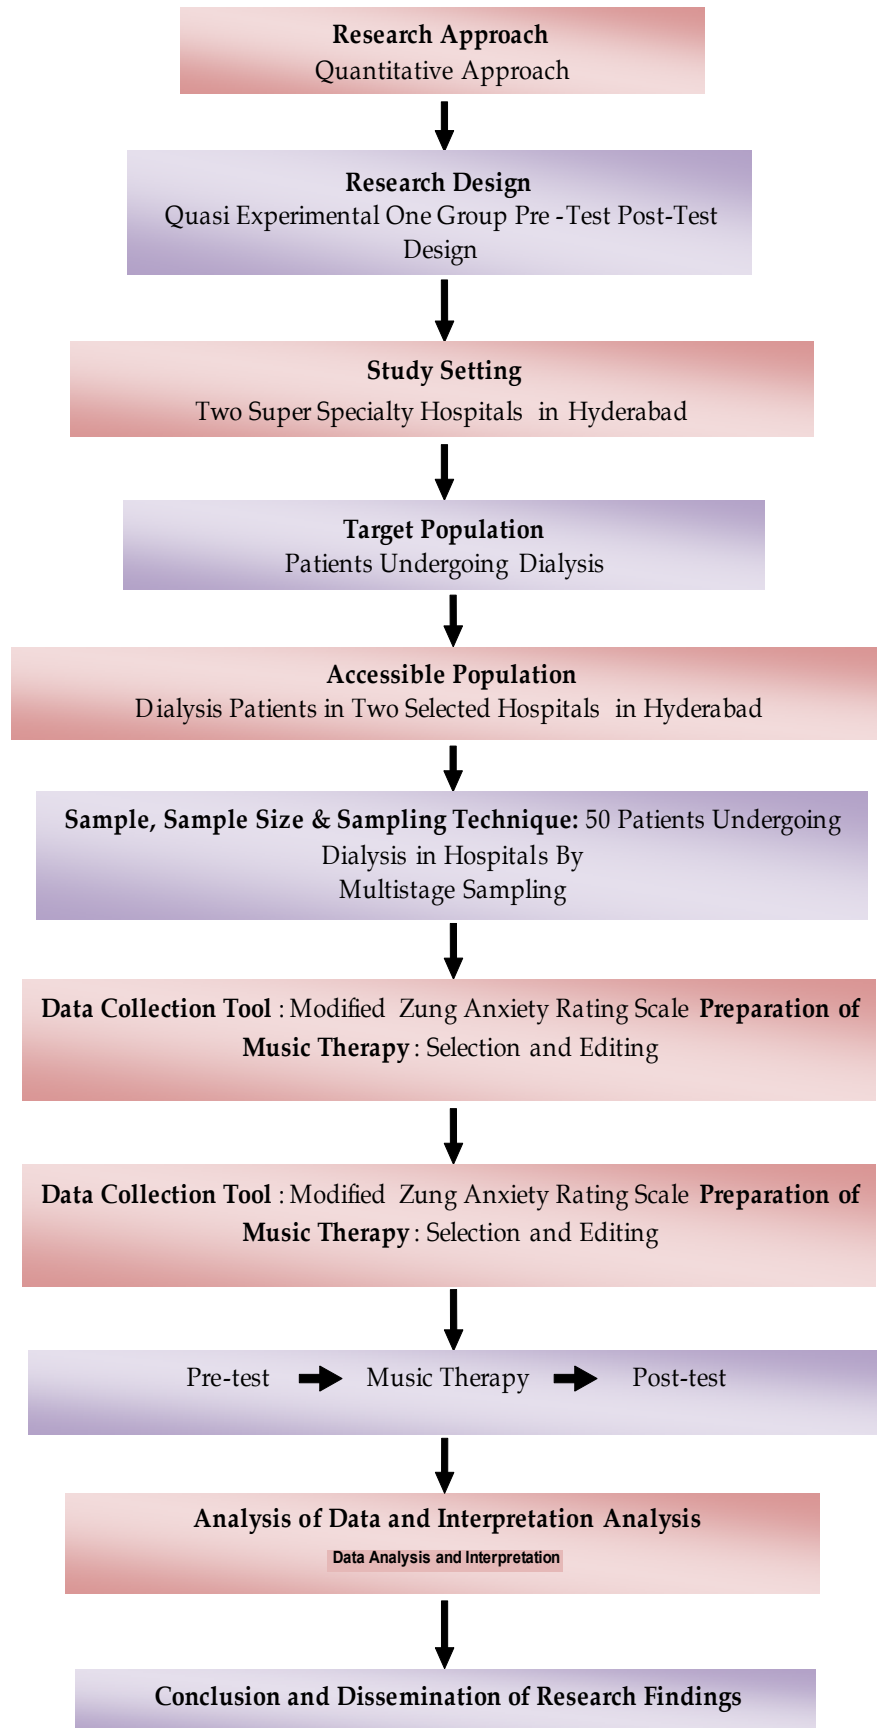 Research Approach
Quantitative Approach
Research Design
Quasi Experimental One Group Pre -Test Post-Test
Design
Study Setting
Two Super Specialty Hospitals in Hyderabad
Target Population
Patients Undergoing Dialysis
Accessible Population
Dialysis Patients in Two Selected Hospitals in Hyderabad
Sample, Sample Size & Sampling Technique: 50 Patients Undergoing
Dialysis in Hospitals By
Multistage Sampling
Data Collection Tool : Modified Zung Anxiety Rating Scale Preparation of
Music Therapy : Selection and Editing
Data Collection Tool : Modified Zung Anxiety Rating Scale Preparation of
Music Therapy : Selection and Editing
Pre-test Music Therapy Post-test
Analysis of Data and Interpretation Analysis
Data Analysis and Interpretation
Conclusion and Dissemination of Research Findings